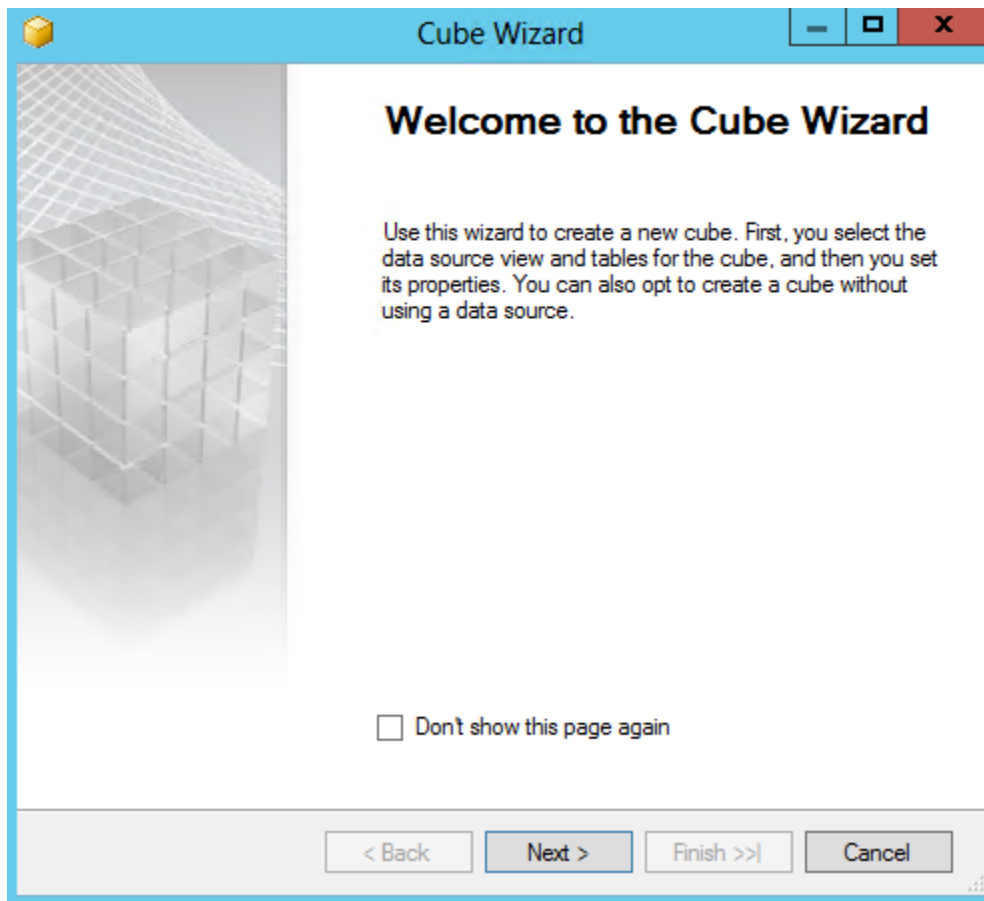 Cube Wizard
Welcome to the Cube Wizard
Use this wizard to create a new cube. First, you select the
data source view and tables for the cube, and then you set
its properties. You can also opt to create a cube without
using a data source.
Don't show this page again
< Back
Next >
Finish >>|
Cancel